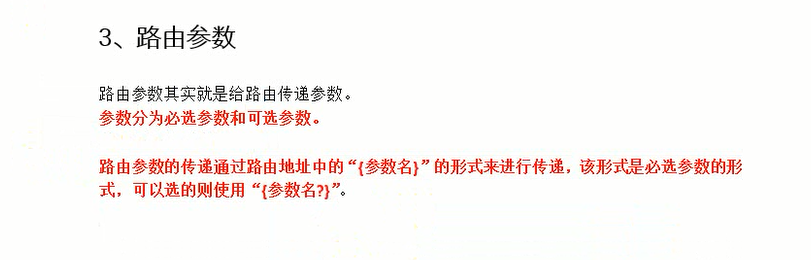 3、路由参数
路由参数其实就是给路由传递参数。
参数分为必选参数和可选参数。
路由参数的传递通过路由地址中的“{参数名}”的形式来进行传递，该形式是必选参数的形
式，可以选的则使用“{参数名?}”。